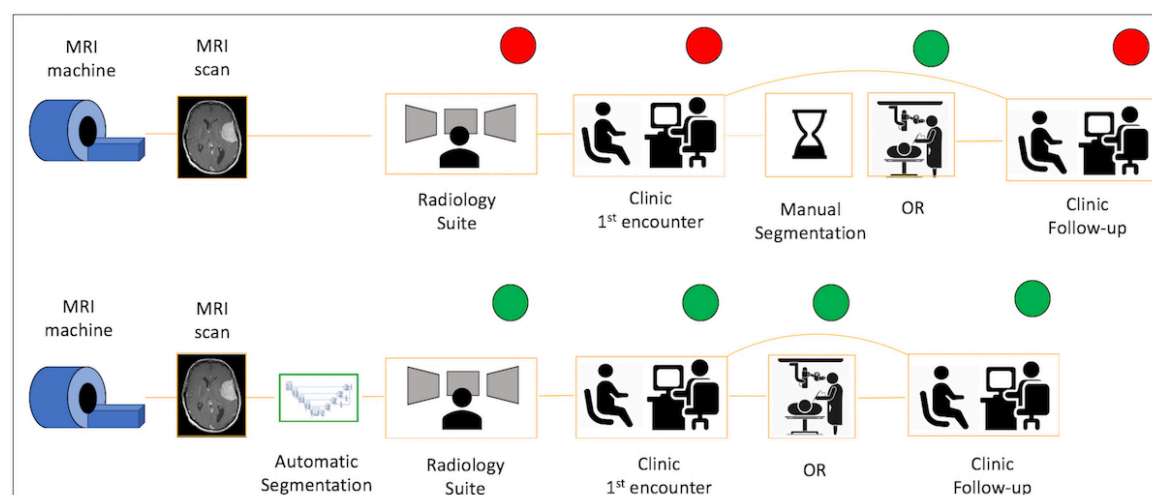 MRI
machine
MRI
scan
Radiology
Suite
Clinic
1st encounter
Manual
Segmentation
OR
Clinic
Follow-up
MRI
machine
MRI
scan
Automatic
Segmentation
Radiology
Suite
Clinic
1st encounter
OR
Clinic
Follow-up